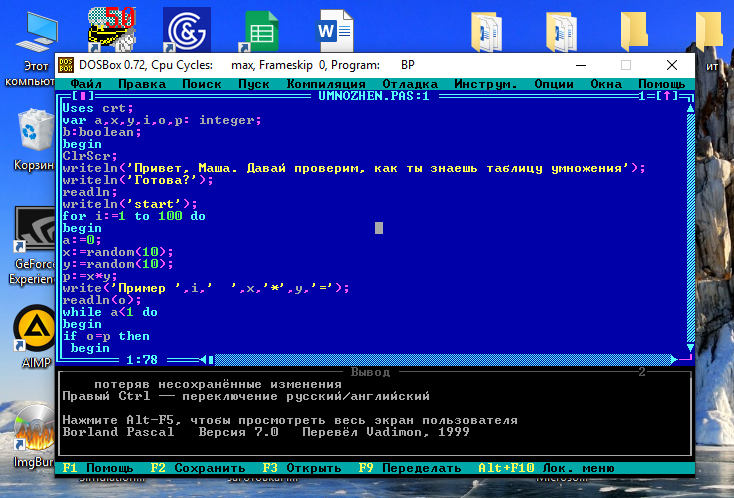 Этот
компьют
50
DOSBox 0.72, Cpu Cycles: max, Frameskip 0, Program: BP
ит
Файл Правка Поиск Пуск Компиляция Отладка Инструм. Опции Окна Помощь
UMNOZHEN.PAS:1 1=[↑]
Uses crt;
var a,x,y,i,o,p: integer;
b:boolean;
begin
ClrScr;
writeln('Привет, Маша. Давай проверим, как ты знаешь таблицу умножения');
writeln('Готова?');
readln;
writeln('start');
for i:=1 to 100 do
begin
a:=0;
x:=random(10);
y:=random(10);
p:=x*y;
write('Пример ',i,'  ',x,'*',y,'=');
readln(o);
while a<1 do
begin
if o=p then
begin
1:78
Корзин
GeForce
Experienc
AIMP
ImgBur
Вывод 2
потеряв несохранённые изменения
Правый Ctrl — переключение русский/английский
Нажмите Alt-F5, чтобы просмотреть весь экран пользователя
Borland Pascal Версия 7.0 Перевёл Vadimon, 1999
F1 Помощь F2 Сохранить F3 Открыть F9 Переделать Alt+F10 Лок. меню